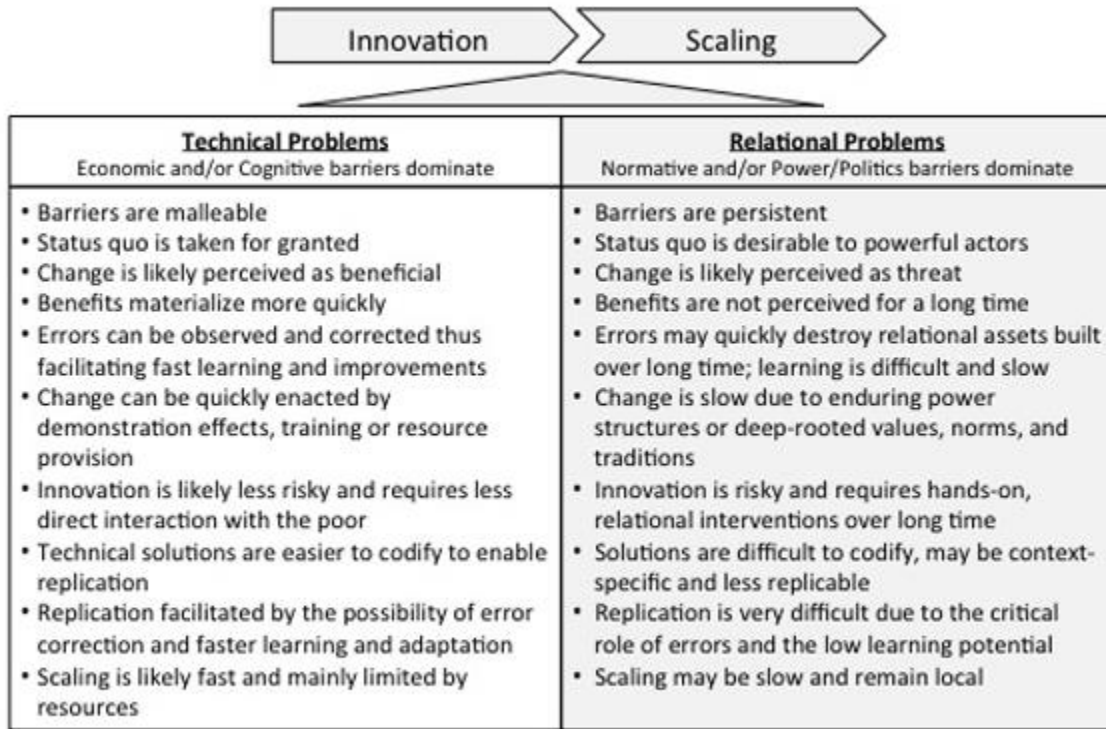 Innovation
Scaling
Technical Problems
Economic and/or Cognitive barriers dominate
• Barriers are malleable
• Status quo is taken for granted
• Change is likely perceived as beneficial
• Benefits materialize more quickly
• Errors can be observed and corrected thus
facilitating fast learning and improvements
• Change can be quickly enacted by
demonstration effects, training or resource
provision
• Innovation is likely less risky and requires less
direct interaction with the poor
• Technical solutions are easier to codify to enable
replication
• Replication facilitated by the possibility of error
correction and faster learning and adaptation
• Scaling is likely fast and mainly limited by
resources
Relational Problems
Normative and/or Power/Politics barriers dominate
• Barriers are persistent
• Status quo is desirable to powerful actors
• Change is likely perceived as threat
• Benefits are not perceived for a long time
• Errors may quickly destroy relational assets built
over long time; learning is difficult and slow
• Change is slow due to enduring power
structures or deep-rooted values, norms, and
traditions
• Innovation is risky and requires hands-on,
relational interventions over long time
• Solutions are difficult to codify, may be context-
specific and less replicable
• Replication is very difficult due to the critical
role of errors and the low learning potential
• Scaling may be slow and remain local